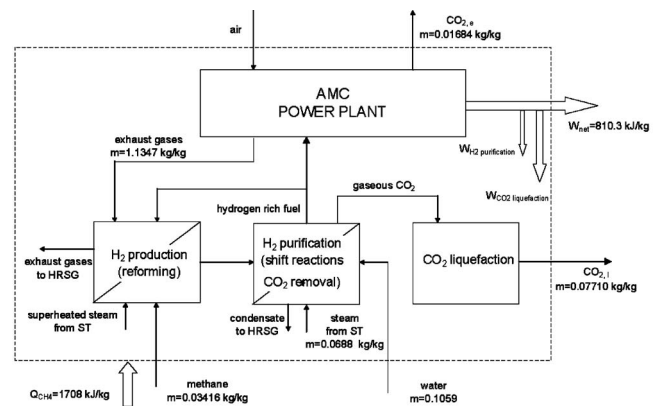 CO2, e
m=0.01684 kg/kg
air
AMC
POWER PLANT
Wnet=810.3 kJ/kg
exhaust gases
m=1.1347 kg/kg
WH2 purification
WCO2 liquefaction
hydrogen rich fuel
gaseous CO2
H2 production
(reforming)
H2 purification
(shift reactions
CO2 removal)
CO2 liquefaction
exhaust gases
to HRSG
CO2, l
m=0.07710 kg/kg
superheated steam
from ST
condensate
to HRSG
steam
from ST
m=0.0688 kg/kg
QCH4=1708 kJ/kg
methane
m=0.03416 kg/kg
water
m=0.1059